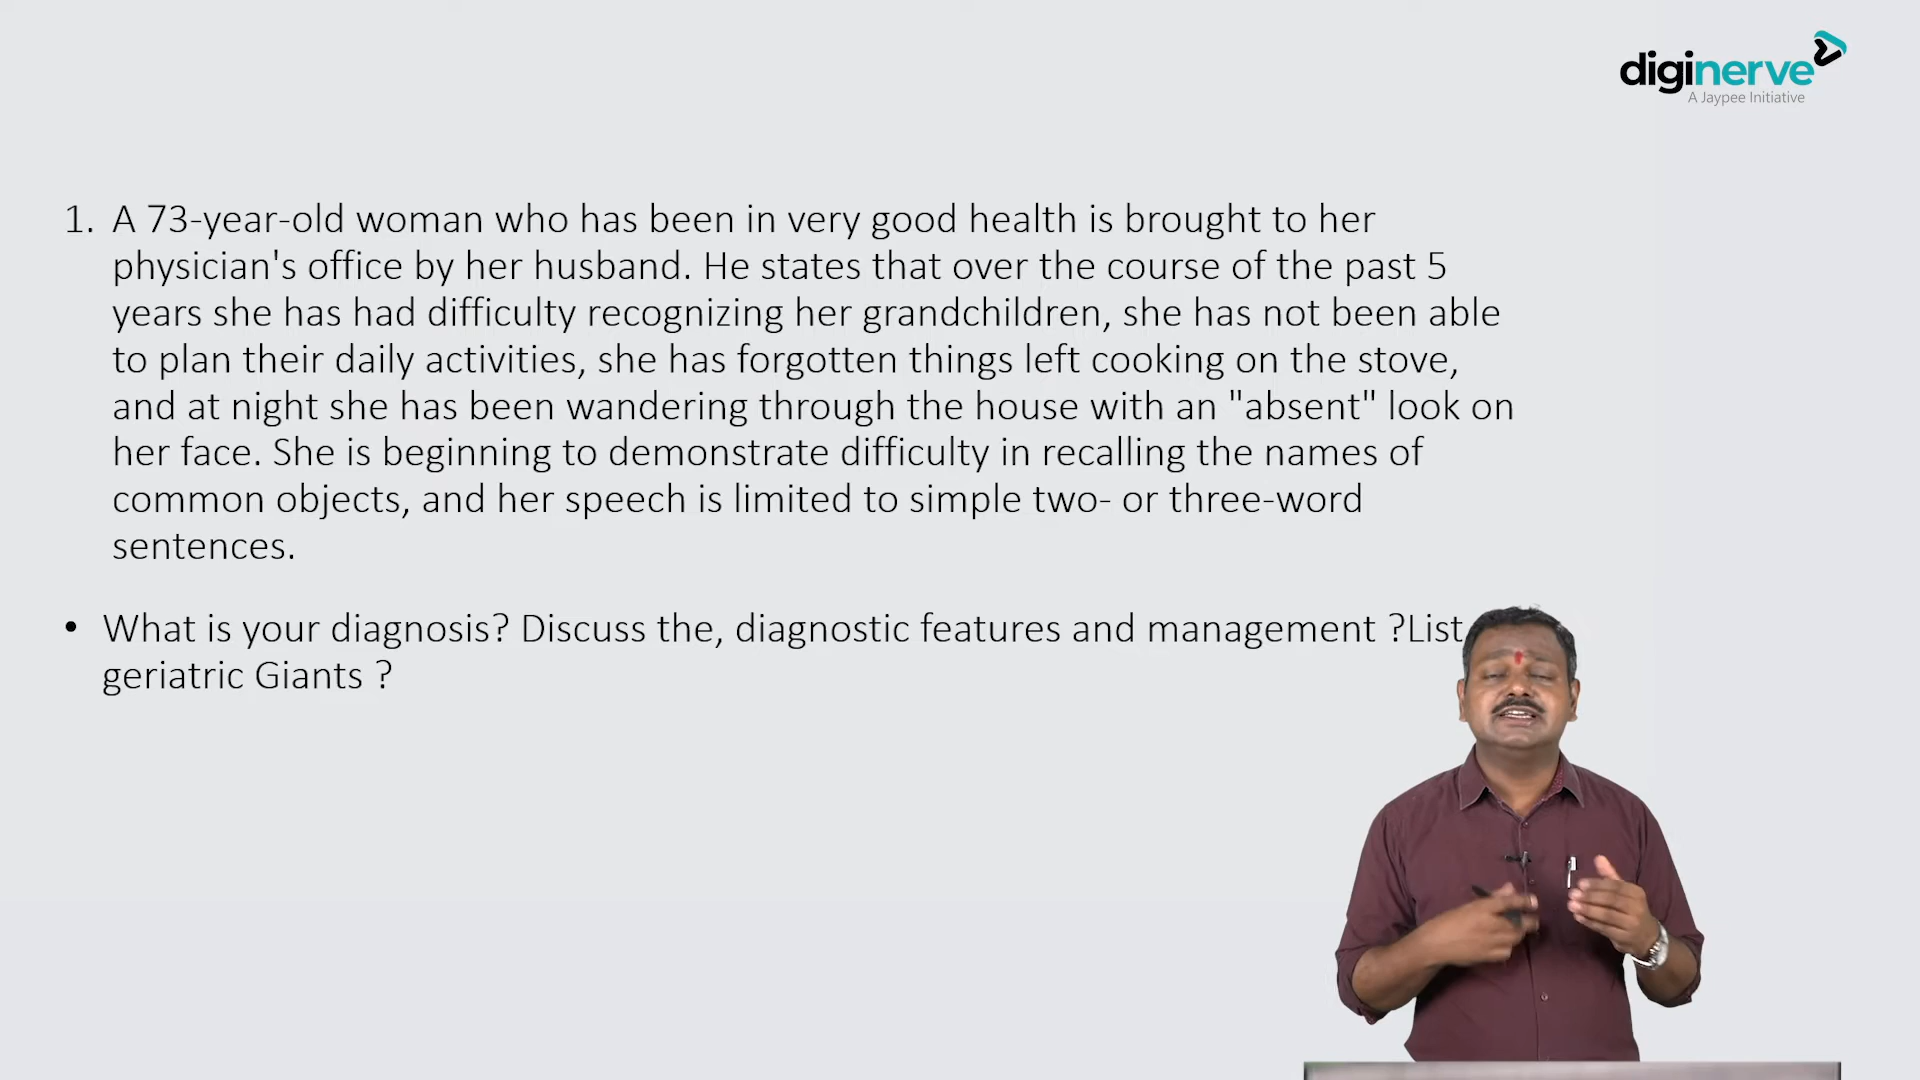 diginerve
A Jaypee Initiative
1. A 73-year-old woman who has been in very good health is brought to her
physician's office by her husband. He states that over the course of the past 5
years she has had difficulty recognizing her grandchildren, she has not been able
to plan their daily activities, she has forgotten things left cooking on the stove,
and at night she has been wandering through the house with an "absent" look on
her face. She is beginning to demonstrate difficulty in recalling the names of
common objects, and her speech is limited to simple two- or three-word
sentences.
• What is your diagnosis? Discuss the, diagnostic features and management ?List
geriatric Giants ?